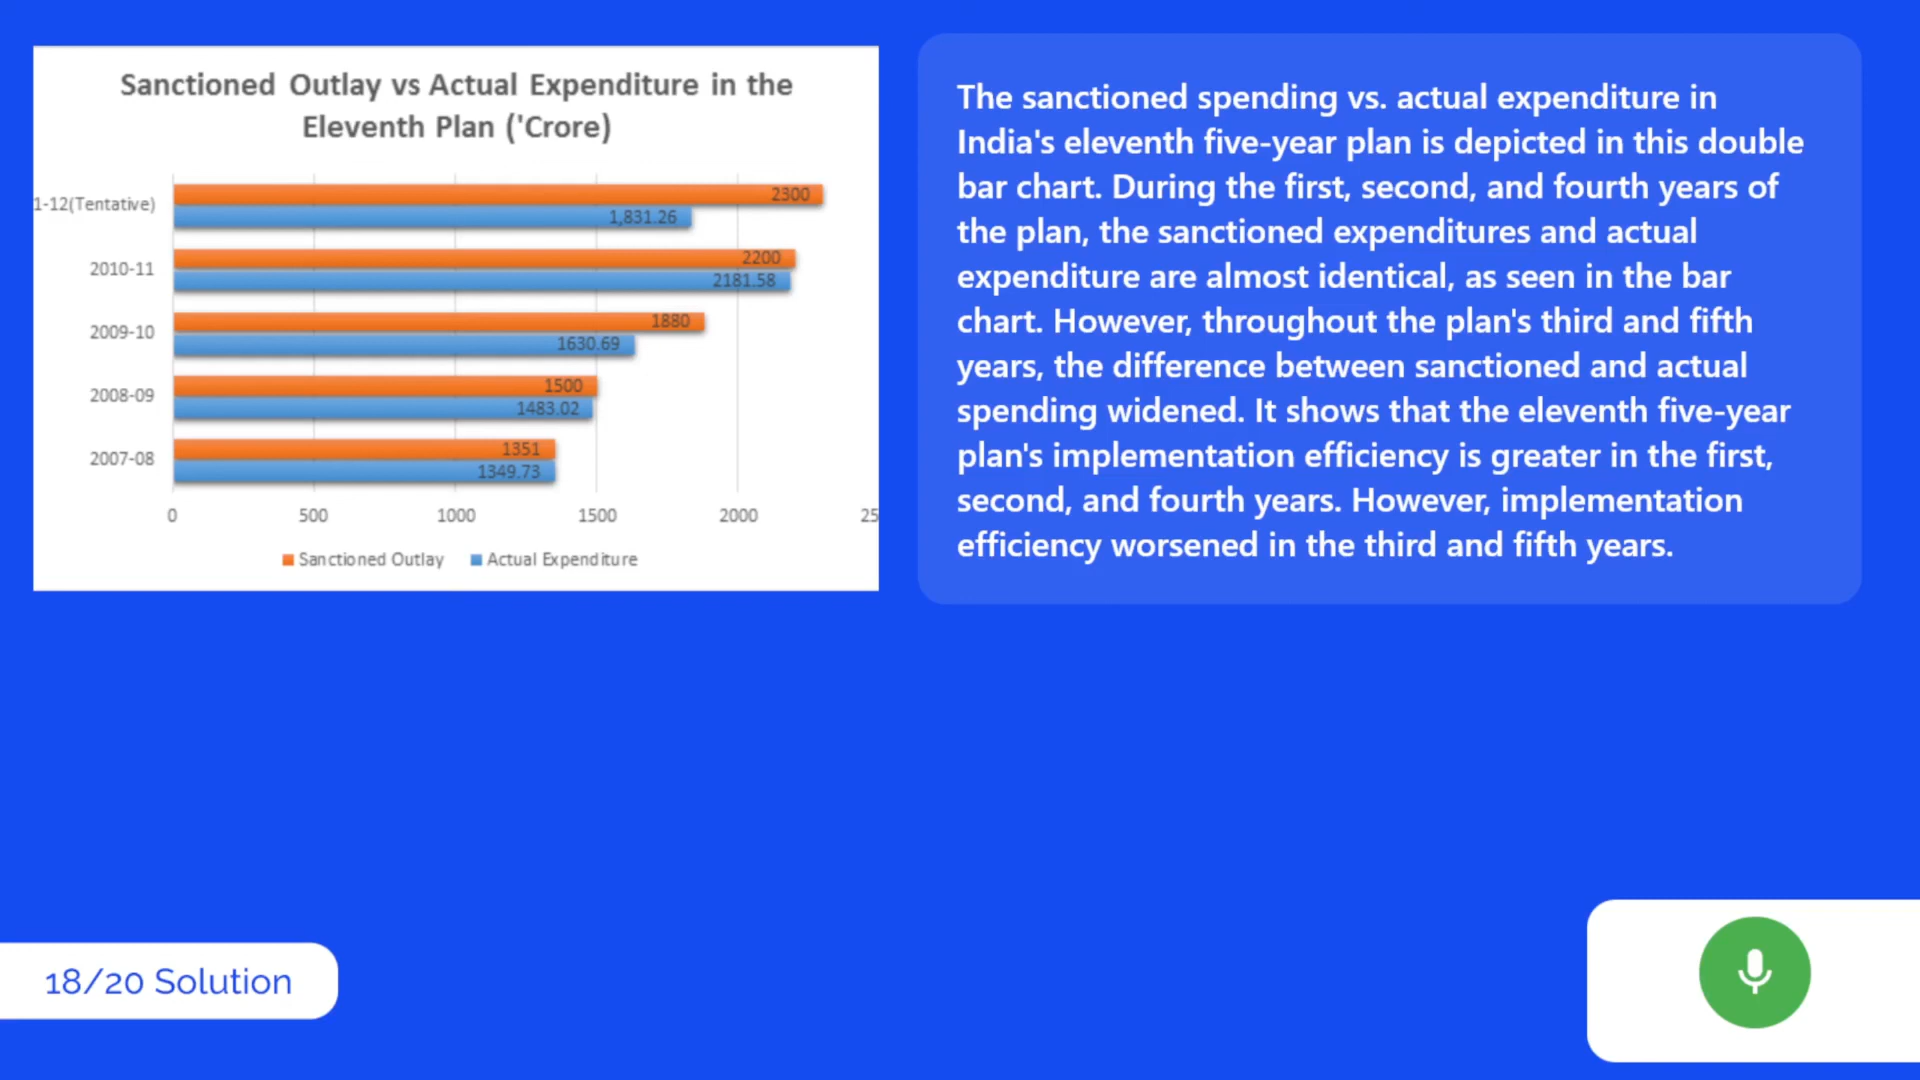 Sanctioned Outlay vs Actual Expenditure in the
Eleventh Plan ('Crore)
1-12(Tentative)
2300
1,831.26
2010-11
2200
2181.58
2009-10
1880
1630.69
2008-09
1500
1483.02
2007-08
1351
1349.73
0 500 1000 1500 2000 25
Sanctioned Outlay Actual Expenditure
The sanctioned spending vs. actual expenditure in
India's eleventh five-year plan is depicted in this double
bar chart. During the first, second, and fourth years of
the plan, the sanctioned expenditures and actual
expenditure are almost identical, as seen in the bar
chart. However, throughout the plan's third and fifth
years, the difference between sanctioned and actual
spending widened. It shows that the eleventh five-year
plan's implementation efficiency is greater in the first,
second, and fourth years. However, implementation
efficiency worsened in the third and fifth years.
18/20 Solution